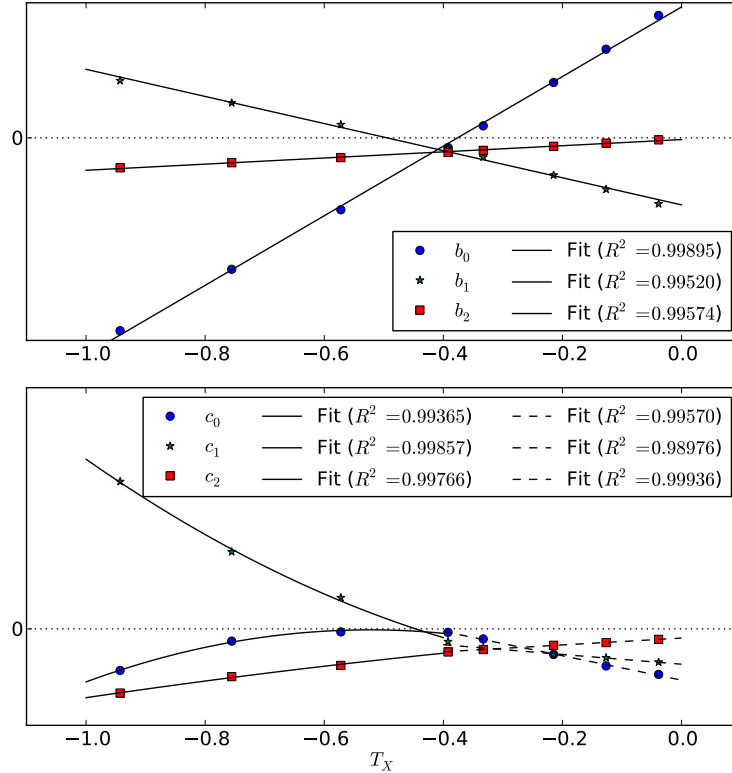 0
b₀ Fit (R² =0.99895)
b₁ Fit (R² =0.99520)
b₂ Fit (R² =0.99574)
−1.0 −0.8 −0.6 −0.4 −0.2 0.0
c₀ Fit (R² =0.99365) Fit (R² =0.99570)
c₁ Fit (R² =0.99857) Fit (R² =0.98976)
c₂ Fit (R² =0.99766) Fit (R² =0.99936)
0
−1.0 −0.8 −0.6 −0.4 −0.2 0.0
T_X